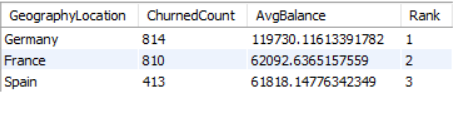 GeographyLocation ChurnedCount AvgBalance Rank
Germany 814 119730.11613391782 1
France 810 62092.6365157559 2
Spain 413 61818.14776342349 3